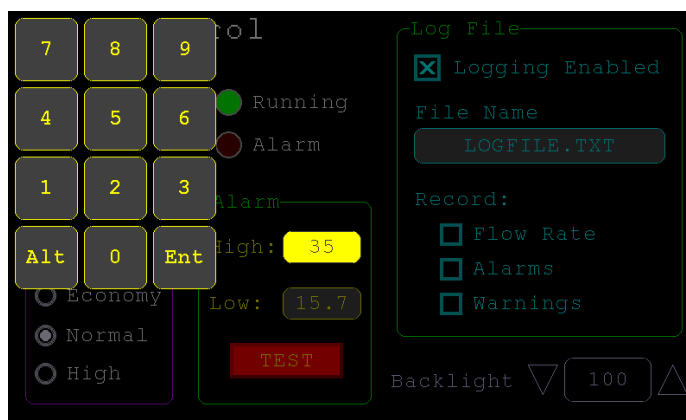 7 8 9
4 5 6
1 2 3
Alt 0 Ent
rol
Running
Alarm
Alarm
High: 35
Low: 15.7
TEST
Economy
Normal
High
Log File
Logging Enabled
File Name
LOGFILE.TXT
Record:
Flow Rate
Alarms
Warnings
Backlight 100